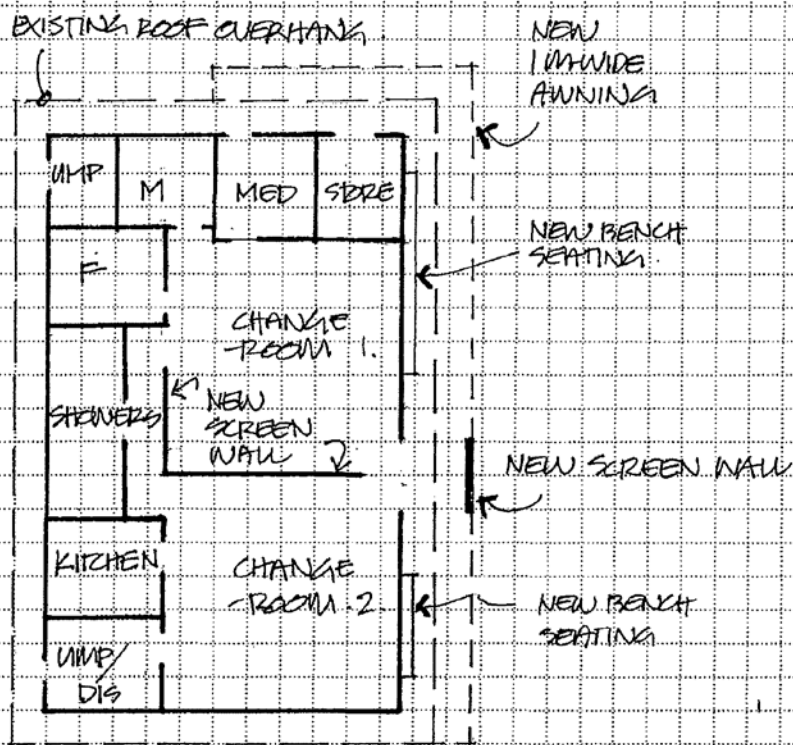 EXISTING ROOF OVERHANG.
NEW
1M WIDE
AWNING
UMP
M
MED
STORE
NEW BENCH
SEATING.
F
CHANGE
-ROOM 1.
SHOWERS
NEW
SCREEN
WALL
NEW SCREEN WALL
KITCHEN
CHANGE
-ROOM.2
NEW BENCH
SEATING
UMP/
DIS